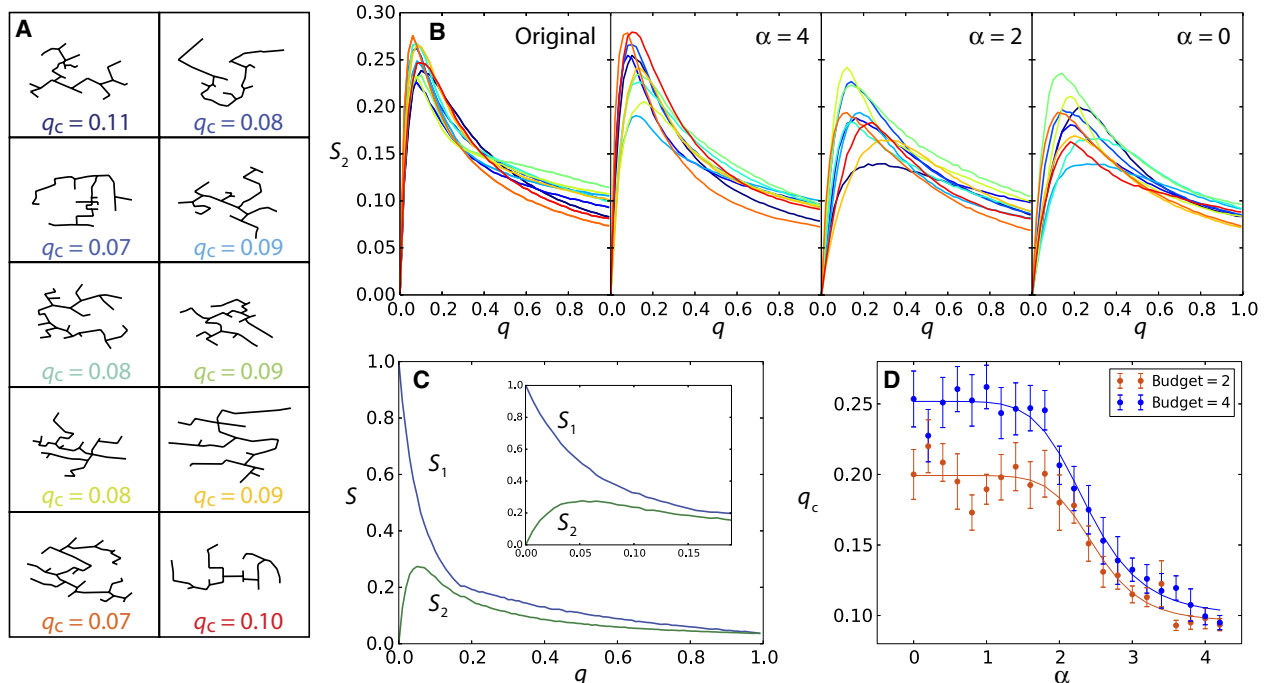 A
q_c = 0.11
q_c = 0.08
q_c = 0.07
q_c = 0.09
q_c = 0.08
q_c = 0.09
q_c = 0.08
q_c = 0.09
q_c = 0.07
q_c = 0.10
B
Original
α = 4
α = 2
α = 0
S_2
0.30
0.25
0.20
0.15
0.10
0.05
0.00
0.0 0.2 0.4 0.6 0.8 0.0 0.2 0.4 0.6 0.8 0.0 0.2 0.4 0.6 0.8 0.0 0.2 0.4 0.6 0.8 1.0
q q q q
C
S
1.0
0.8
0.6
0.4
0.2
0.0
0.0 0.2 0.4 0.6 0.8 1.0
q
S_1
S_2
1.0
0.8
0.6
0.4
0.2
0.0
0.00 0.05 0.10 0.15
S_1
S_2
D
Budget = 2
Budget = 4
q_c
0.25
0.20
0.15
0.10
0 1 2 3 4
α